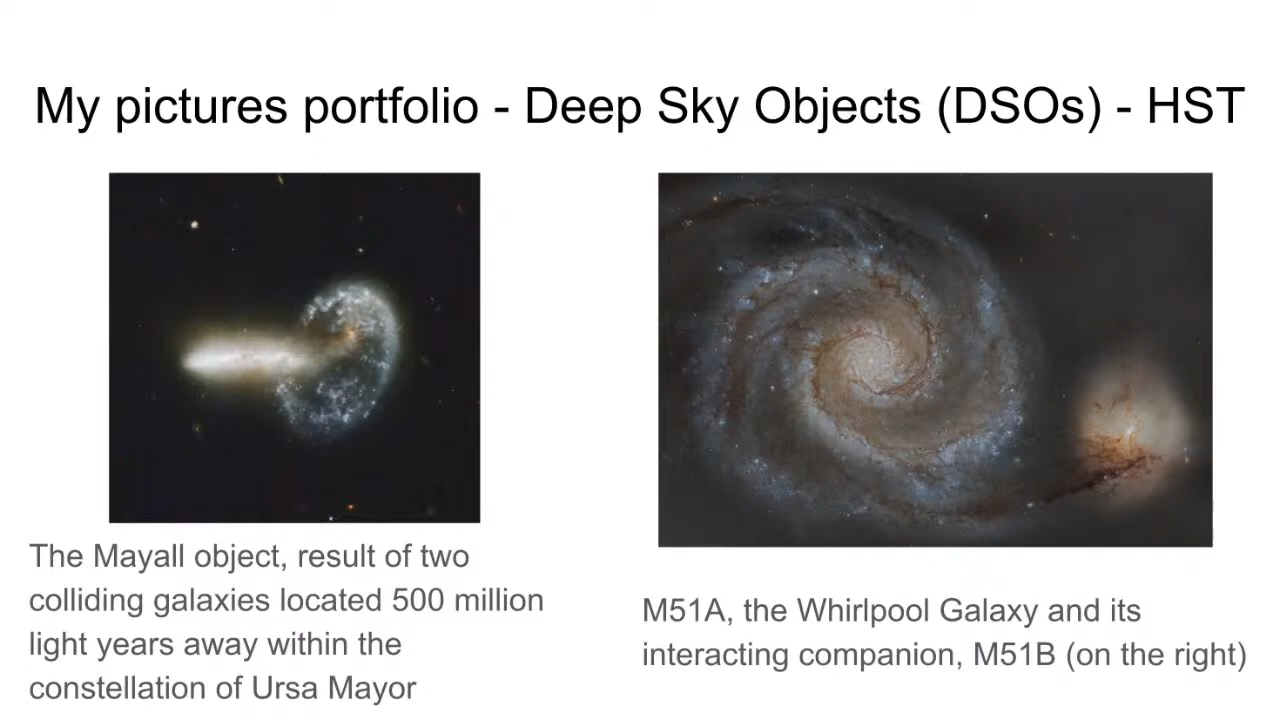 My pictures portfolio - Deep Sky Objects (DSOs) - HST
The Mayall object, result of two
colliding galaxies located 500 million
light years away within the
constellation of Ursa Mayor
M51A, the Whirlpool Galaxy and its
interacting companion, M51B (on the right)